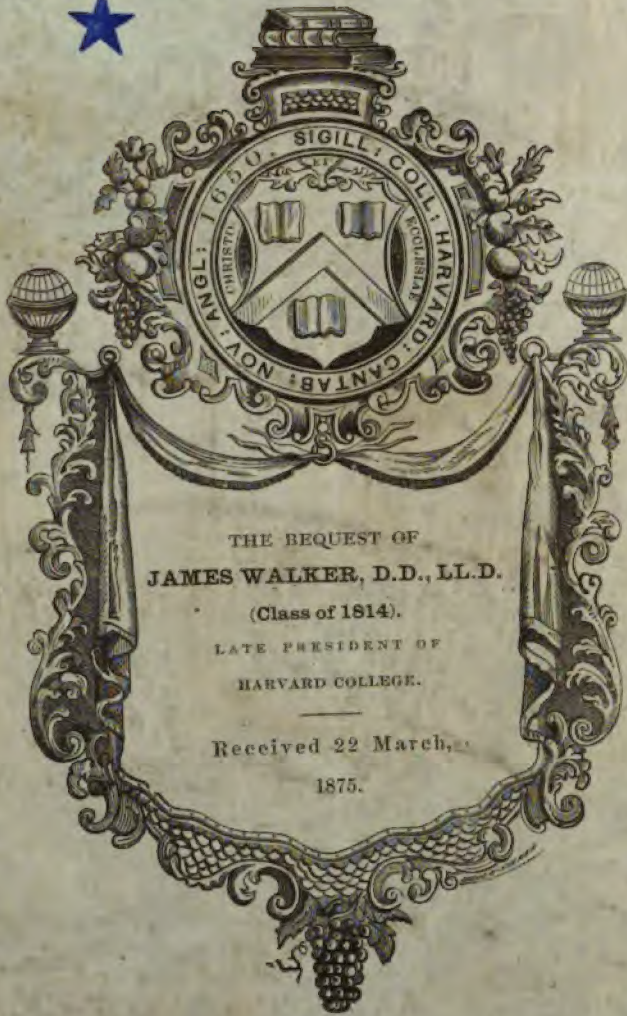 SIGILL: COLL: HARVARD: CANTAB: NOV: ANGL: 1650.
ET
CHRISTO
ECCLESIAE
THE BEQUEST OF
JAMES WALKER, D.D., LL.D.
(Class of 1814).
LATE PRESIDENT OF
HARVARD COLLEGE.
Received 22 March,
1875.